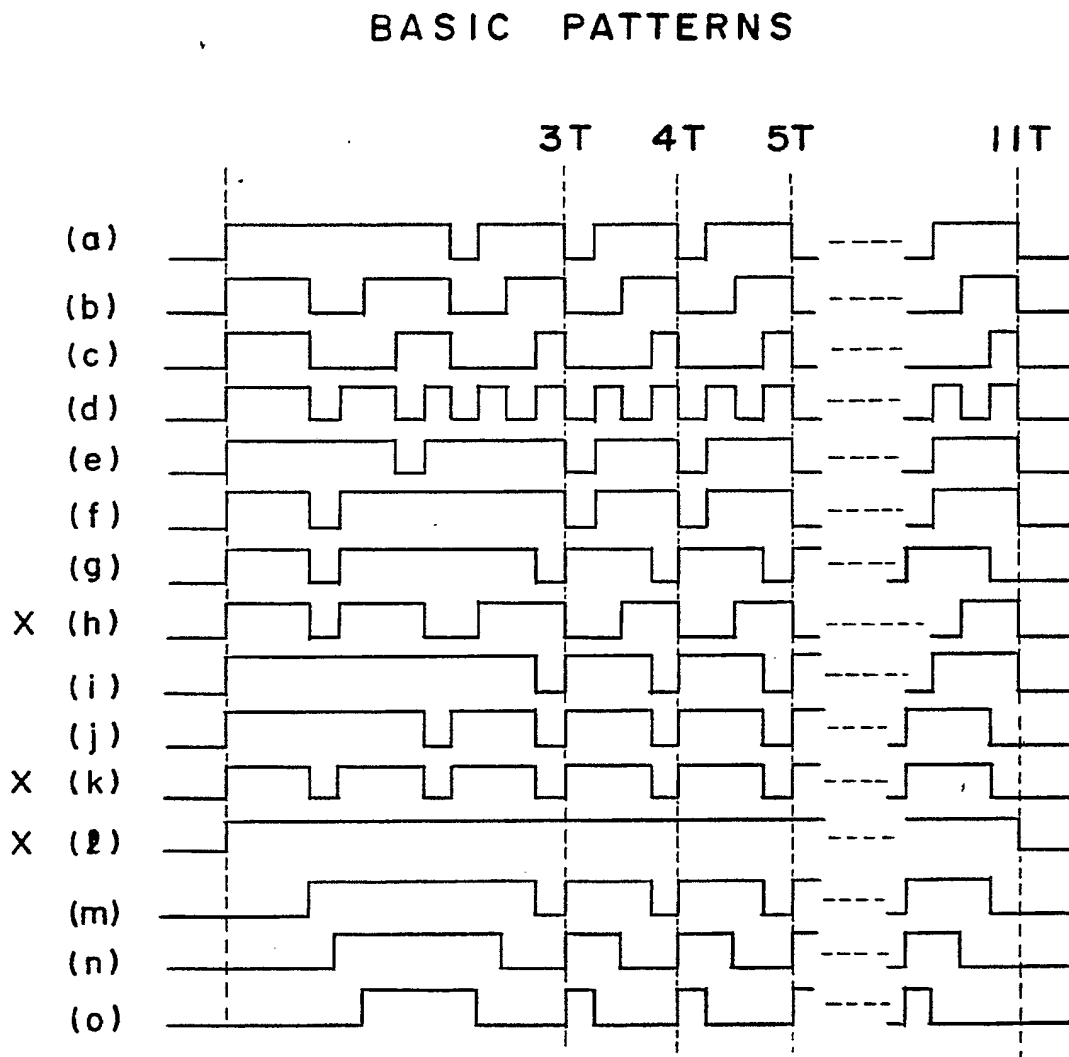 BASIC PATTERNS
3T 4T 5T 11T
(a)
(b)
(c)
(d)
(e)
(f)
(g)
X (h)
(i)
(j)
X (k)
X (ℓ)
(m)
(n)
(o)